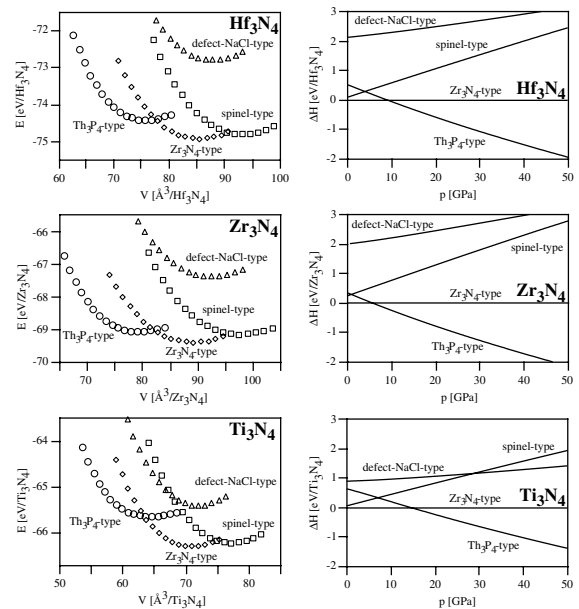 Hf3N4
-72
-73
-74
-75
E [eV/Hf3N4]
defect-NaCl-type
spinel-type
Th3P4-type
Zr3N4-type
60
70
80
90
100
V [Å3/Hf3N4]
3
2
1
0
-1
-2
ΔH [eV/Hf3N4]
defect-NaCl-type
spinel-type
Zr3N4-type
Hf3N4
Th3P4-type
0
10
20
30
40
50
p [GPa]
Zr3N4
-66
-67
-68
-69
-70
E [eV/Zr3N4]
defect-NaCl-type
spinel-type
Th3P4-type
Zr3N4-type
70
80
90
100
V [Å3/Zr3N4]
3
2
1
0
-1
-2
ΔH [eV/Zr3N4]
defect-NaCl-type
spinel-type
Zr3N4-type
Zr3N4
Th3P4-type
0
10
20
30
40
50
p [GPa]
Ti3N4
-64
-65
-66
E [eV/Ti3N4]
defect-NaCl-type
Th3P4-type
spinel-type
Zr3N4-type
50
60
70
80
90
V [Å3/Ti3N4]
3
2
1
0
-1
-2
ΔH [eV/Ti3N4]
spinel-type
defect-NaCl-type
Zr3N4-type
Ti3N4
Th3P4-type
0
10
20
30
40
50
p [GPa]